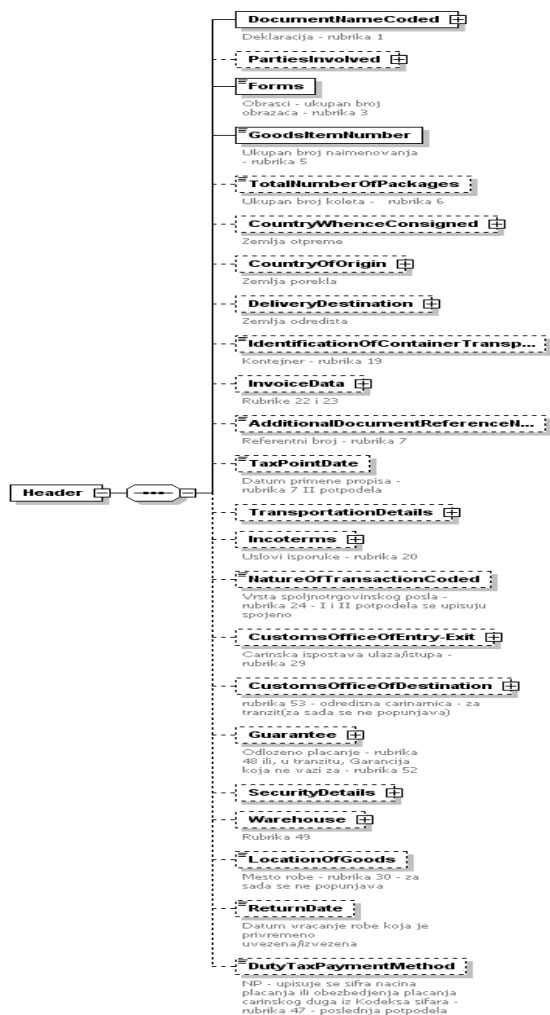 DocumentNameCoded
Deklaracija - rubrika 1
PartiesInvolved
Forms
Obrasci - ukupan broj
obrazaca - rubrika 3
GoodsItemNumber
Ukupan broj naimenovanja
- rubrika 5
TotalNumberOfPackages
Ukupan broj koleta - rubrika 6
CountryWhenceConsigned
Zemlja otpreme
CountryOfOrigin
Zemlja porekla
DeliveryDestination
Zemlja odredista
IdentificationOfContainerTransp...
Kontejner - rubrika 19
InvoiceData
Rubrike 22 i 23
AdditionalDocumentReferenceN...
Referentni broj - rubrika 7
TaxPointDate
Datum primene propisa -
rubrika 7 II potpodela
Header
TransportationDetails
Incoterms
Uslovi isporuke - rubrika 20
NatureOfTransactionCoded
Vrsta spoljnotrgovinskog posla -
rubrika 24 - I i II potpodela se upisuju
spojeno
CustomsOfficeOfEntry-Exit
Carinska ispostava ulaza/istupa -
rubrika 29
CustomsOfficeOfDestination
rubrika 53 - odredisna carinarnica - za
tranzit(za sada se ne popunjava)
Guarantee
Odlozeno placanje - rubrika
48 ili, u tranzitu, Garancija
koja ne vazi za - rubrika 52
SecurityDetails
Warehouse
Rubrika 49
LocationOfGoods
Mesto robe - rubrika 30 - za
sada se ne popunjava
ReturnDate
Datum vracanje robe koja je
privremeno
uvezena/izvezena
DutyTaxPaymentMethod
NP - upisuje se sifra nacina
placanja ili obezbedjenja placanja
carinskog duga iz Kodeksa sifara -
rubrika 47 - poslednja potpodela